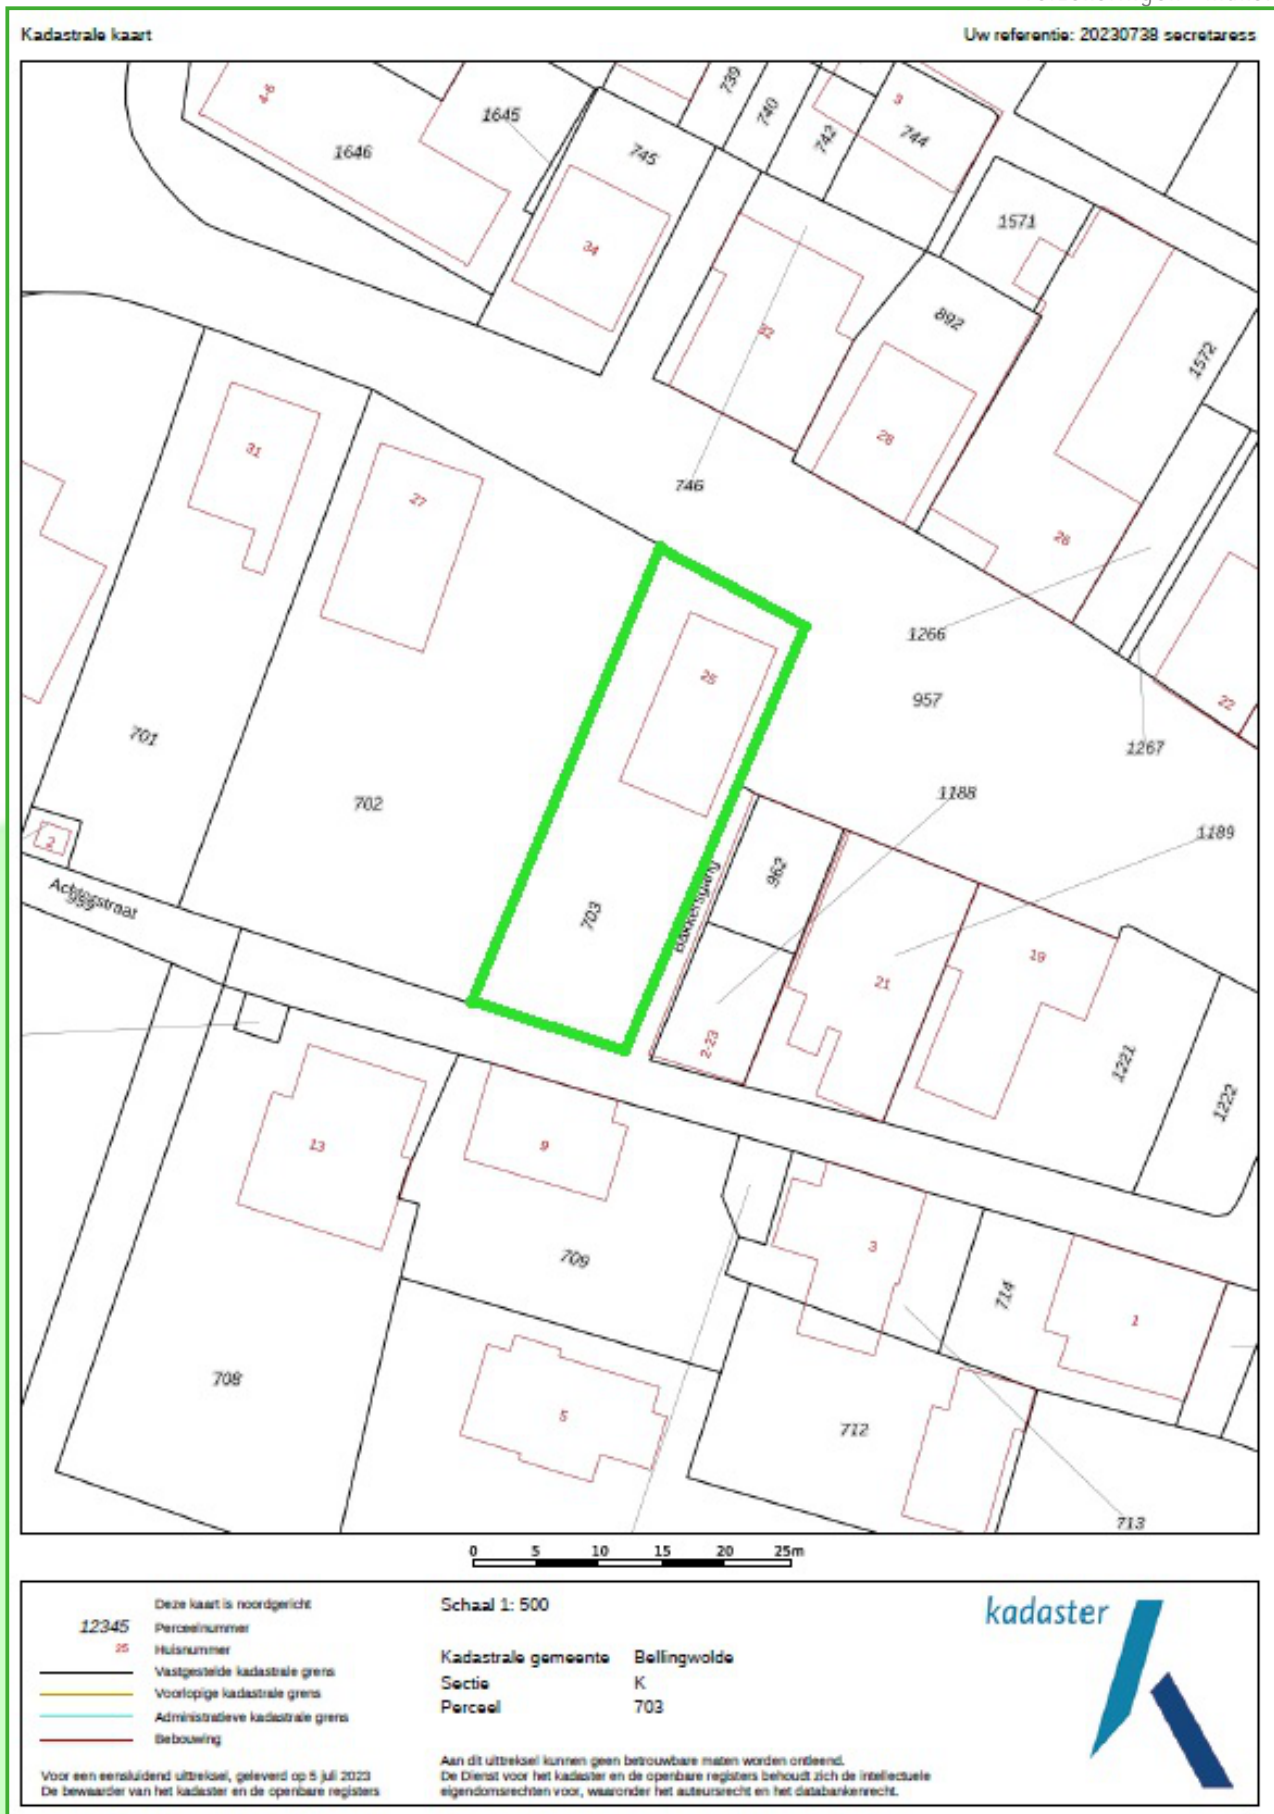 Kadastrale kaart
Uw referentie: 20230738 secretaress
4-6
1645
1646
745
739
740
742
9
744
1571
34
32
892
1572
28
31
27
746
26
1266
25
957
22
1267
701
702
1188
1189
2
Achterstraat
962
703
Bakkersgang
19
21
2-23
1221
1222
13
9
3
709
714
1
708
5
712
713
0 5 10 15 20 25m
Deze kaart is noordgericht
12345 Perceelnummer
25 Huisnummer
Vastgestelde kadastrale grens
Voorlopige kadastrale grens
Administratieve kadastrale grens
Bebouwing
Voor een eensluidend uittreksel, geleverd op 5 juli 2023
De bewaarder van het kadaster en de openbare registers
Schaal 1: 500
Kadastrale gemeente Bellingwolde
Sectie K
Perceel 703
Aan dit uittreksel kunnen geen betrouwbare maten worden ontleend.
De Dienst voor het kadaster en de openbare registers behoudt zich de intellectuele
eigendomsrechten voor, waaronder het auteursrecht en het databankenrecht.
kadaster